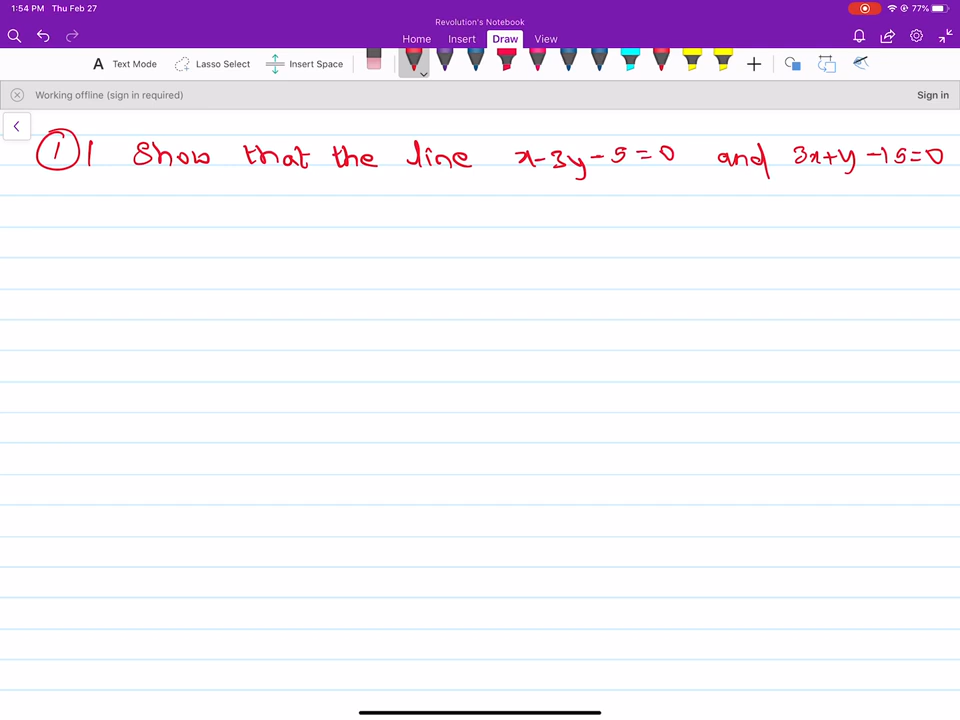 1:54 PM Thu Feb 27
77%
Revolution's Notebook
Home Insert Draw View
A Text Mode Lasso Select Insert Space
Working offline (sign in required) Sign in
① | Show that the line x-3y-5=0 and 3x+y-15=0